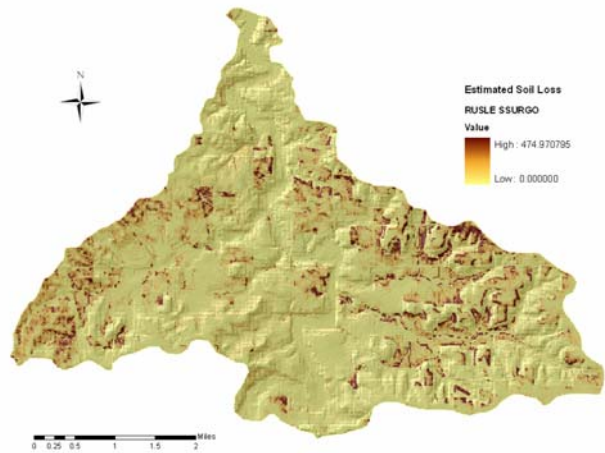 N
Estimated Soil Loss
RUSLE SSURGO
Value
High : 474.970795
Low : 0.000000
Miles
0 0.25 0.5 1 1.5 2